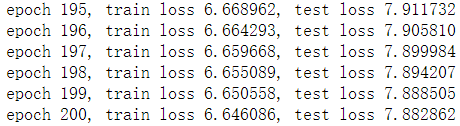 epoch 195, train loss 6.668962, test loss 7.911732
epoch 196, train loss 6.664293, test loss 7.905810
epoch 197, train loss 6.659668, test loss 7.899984
epoch 198, train loss 6.655089, test loss 7.894207
epoch 199, train loss 6.650558, test loss 7.888505
epoch 200, train loss 6.646086, test loss 7.882862